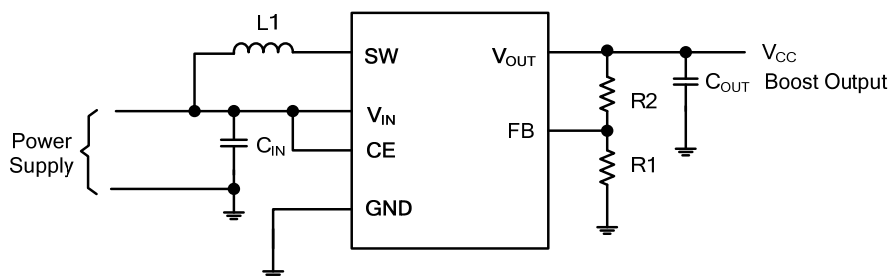 L1
SW
VOUT
VCC
COUT Boost Output
R2
VIN
FB
Power
Supply
CIN
CE
R1
GND